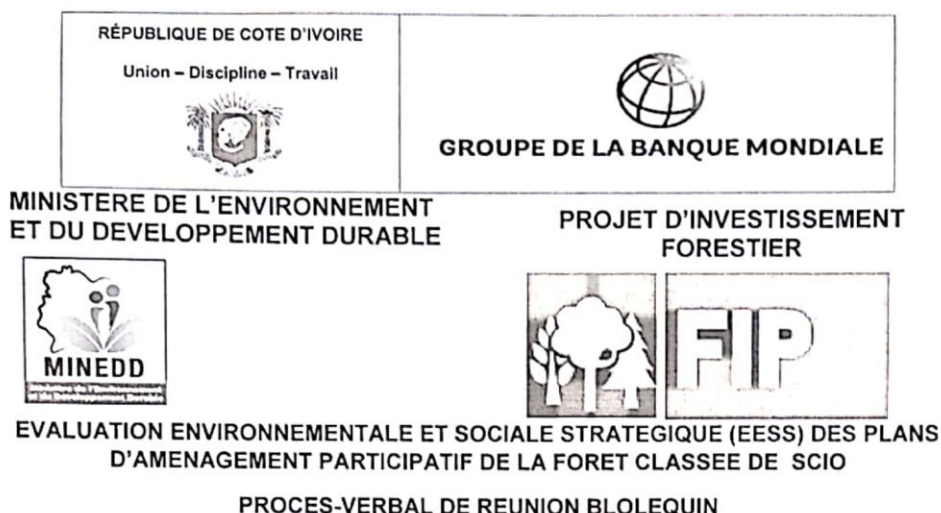 RÉPUBLIQUE DE COTE D'IVOIRE
Union – Discipline – Travail
GROUPE DE LA BANQUE MONDIALE
MINISTERE DE L'ENVIRONNEMENT
ET DU DEVELOPPEMENT DURABLE
PROJET D'INVESTISSEMENT
FORESTIER
MINEDD
FIP
EVALUATION ENVIRONNEMENTALE ET SOCIALE STRATEGIQUE (EESS) DES PLANS
D'AMENAGEMENT PARTICIPATIF DE LA FORET CLASSEE DE SCIO
PROCES-VERBAL DE REUNION BLOLEQUIN